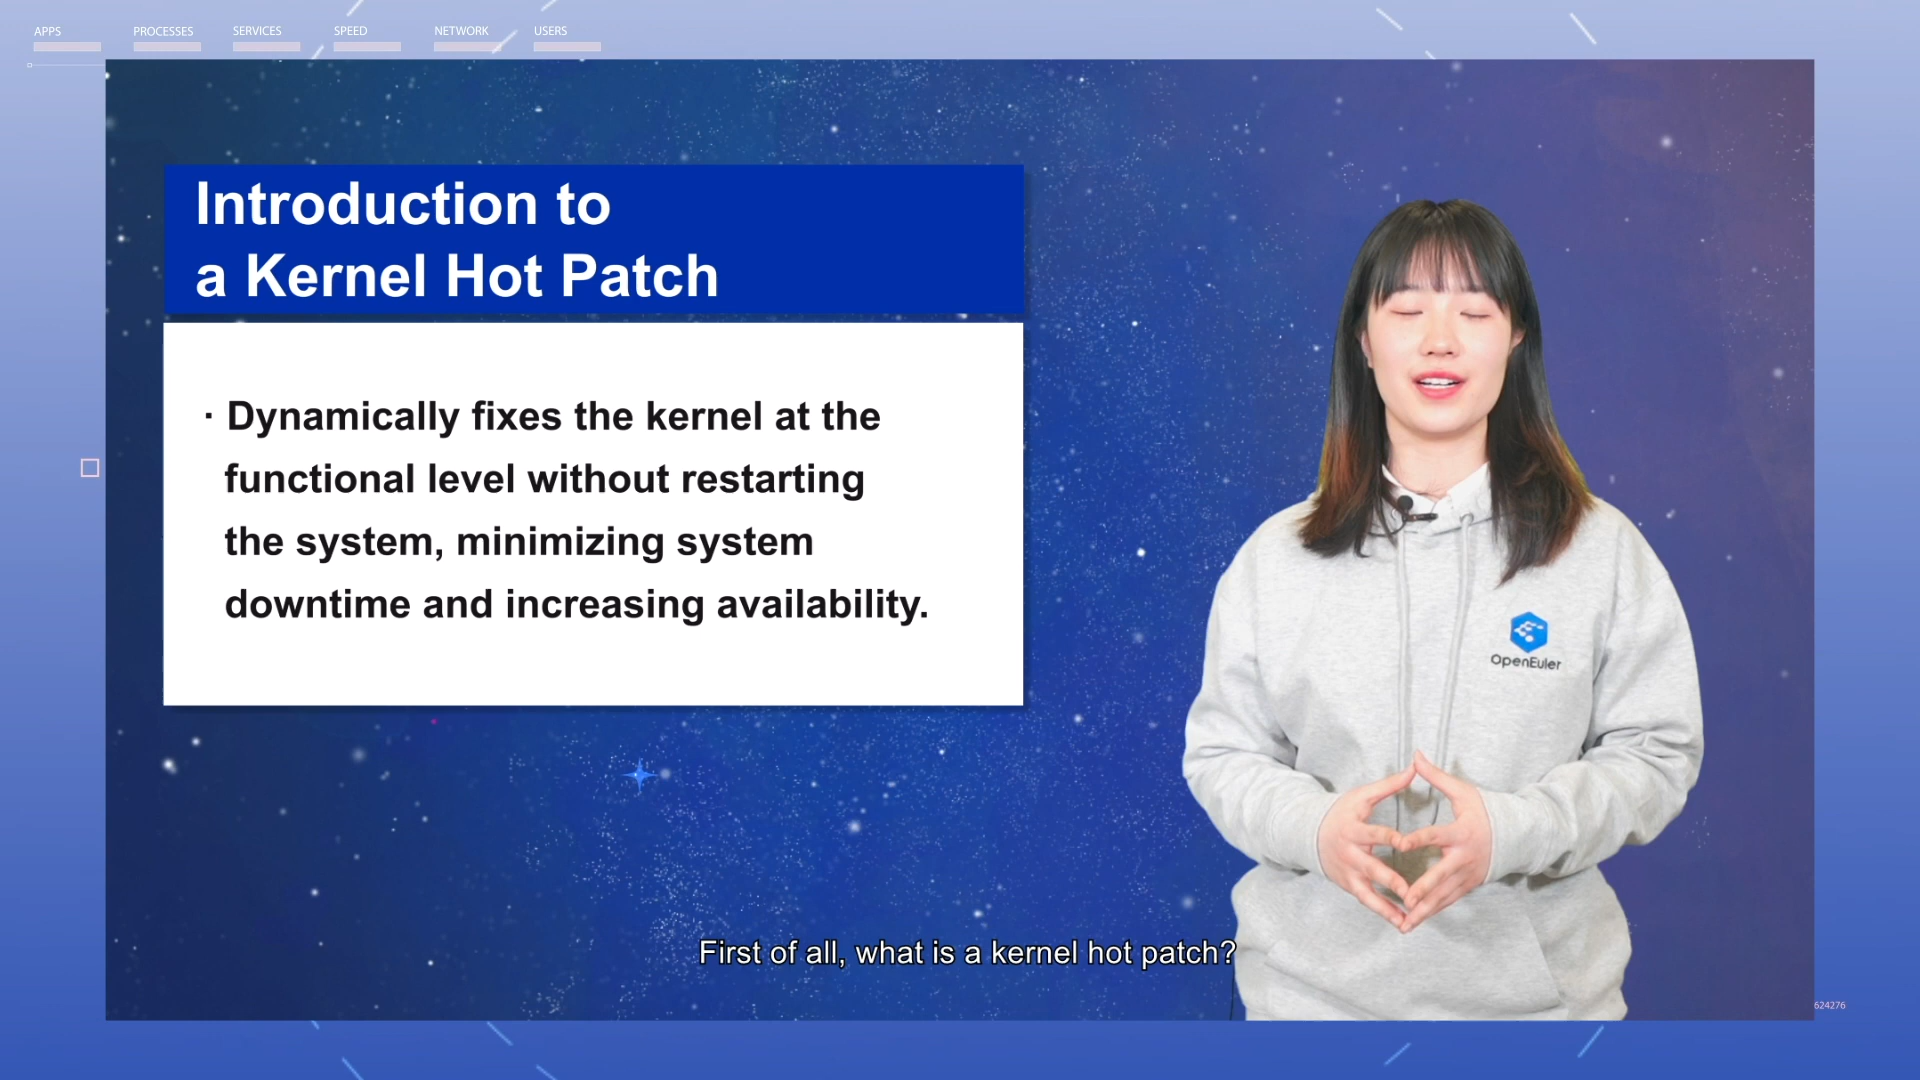 APPS PROCESSES SERVICES SPEED NETWORK USERS
Introduction to
a Kernel Hot Patch
· Dynamically fixes the kernel at the
functional level without restarting
the system, minimizing system
downtime and increasing availability.
OpenEuler
First of all, what is a kernel hot patch?
624276